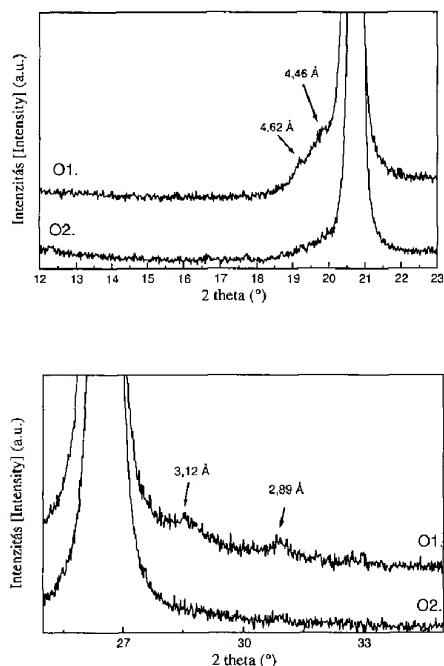 Intenzitás [Intensity] (a.u.)
4,46 Å
4,62 Å
O1.
O2.
12 13 14 15 16 17 18 19 20 21 22 23
2 theta (°)
Intenzitás [Intensity] (a.u.)
3,12 Å
2,89 Å
O1.
O2.
27 30 33
2 theta (°)